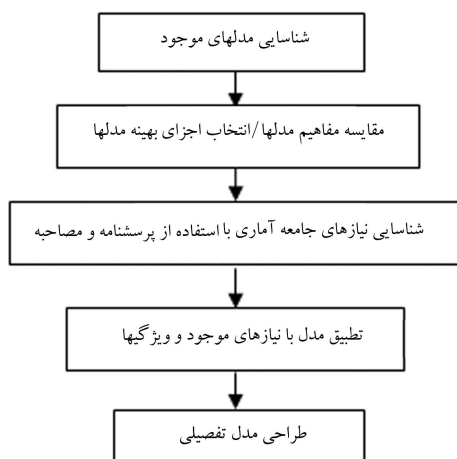 شناسایی مدلهای موجود
مقایسه مفاهیم مدلها/انتخاب اجزای بهینه مدلها
شناسایی نیازهای جامعه آماری با استفاده از پرسشنامه و مصاحبه
تطبیق مدل با نیازهای موجود و ویژگیها
طراحی مدل تفصیلی